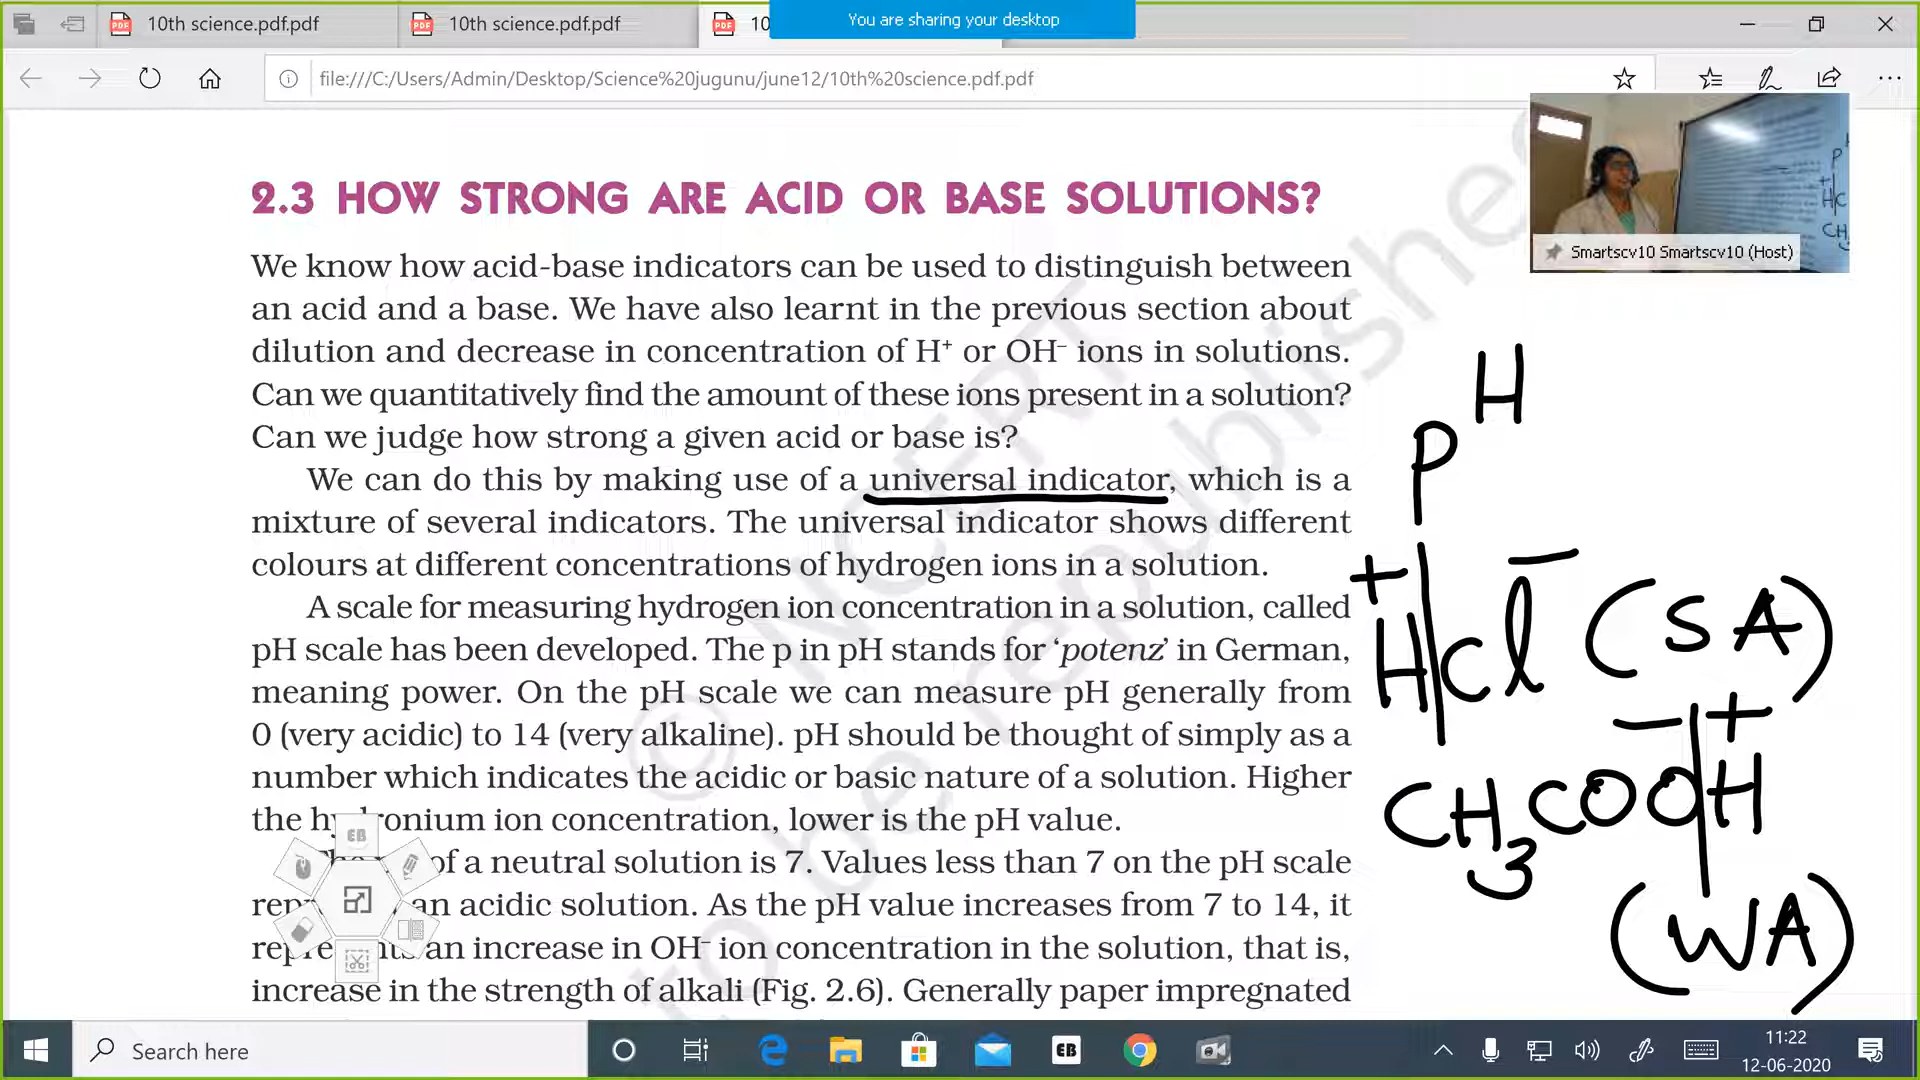 10th science.pdf.pdf
10th science.pdf.pdf
10
You are sharing your desktop
file:///C:/Users/Admin/Desktop/Science%20jugunu/june12/10th%20science.pdf.pdf
Smartscv10 Smartscv10 (Host)
2.3 HOW STRONG ARE ACID OR BASE SOLUTIONS?
We know how acid-base indicators can be used to distinguish between
an acid and a base. We have also learnt in the previous section about
dilution and decrease in concentration of H⁺ or OH⁻ ions in solutions.
Can we quantitatively find the amount of these ions present in a solution?
Can we judge how strong a given acid or base is?
We can do this by making use of a universal indicator, which is a
mixture of several indicators. The universal indicator shows different
colours at different concentrations of hydrogen ions in a solution.
A scale for measuring hydrogen ion concentration in a solution, called
pH scale has been developed. The p in pH stands for ‘potenz’ in German,
meaning power. On the pH scale we can measure pH generally from
0 (very acidic) to 14 (very alkaline). pH should be thought of simply as a
number which indicates the acidic or basic nature of a solution. Higher
the hydronium ion concentration, lower is the pH value.
of a neutral solution is 7. Values less than 7 on the pH scale
an acidic solution. As the pH value increases from 7 to 14, it
represents an increase in OH⁻ ion concentration in the solution, that is,
increase in the strength of alkali (Fig. 2.6). Generally paper impregnated
© NCERT
to be republished
pH
+ −
HCl (SA)
− +
CH₃COOH
(WA)
EB
Search here
EB
11:22
12-06-2020